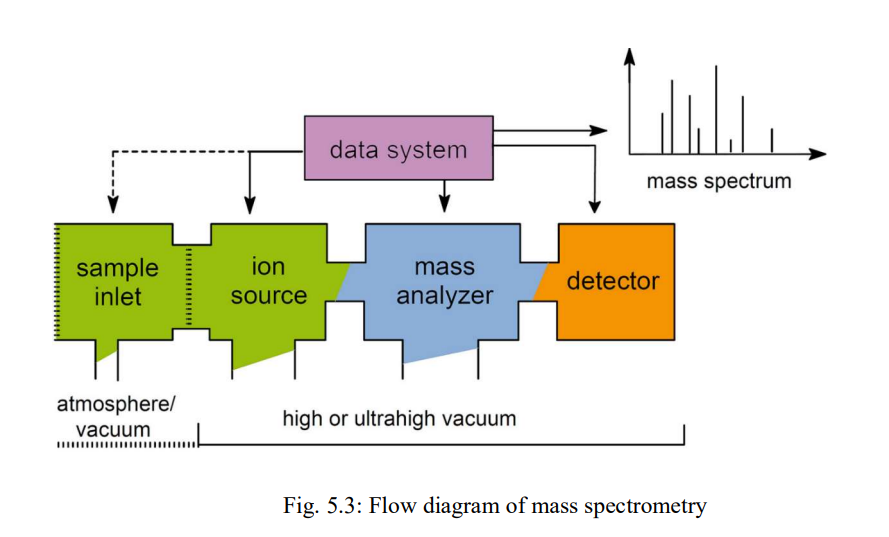 data system
mass spectrum
sample
inlet
ion
source
mass
analyzer
detector
atmosphere/
vacuum
high or ultrahigh vacuum
Fig. 5.3: Flow diagram of mass spectrometry